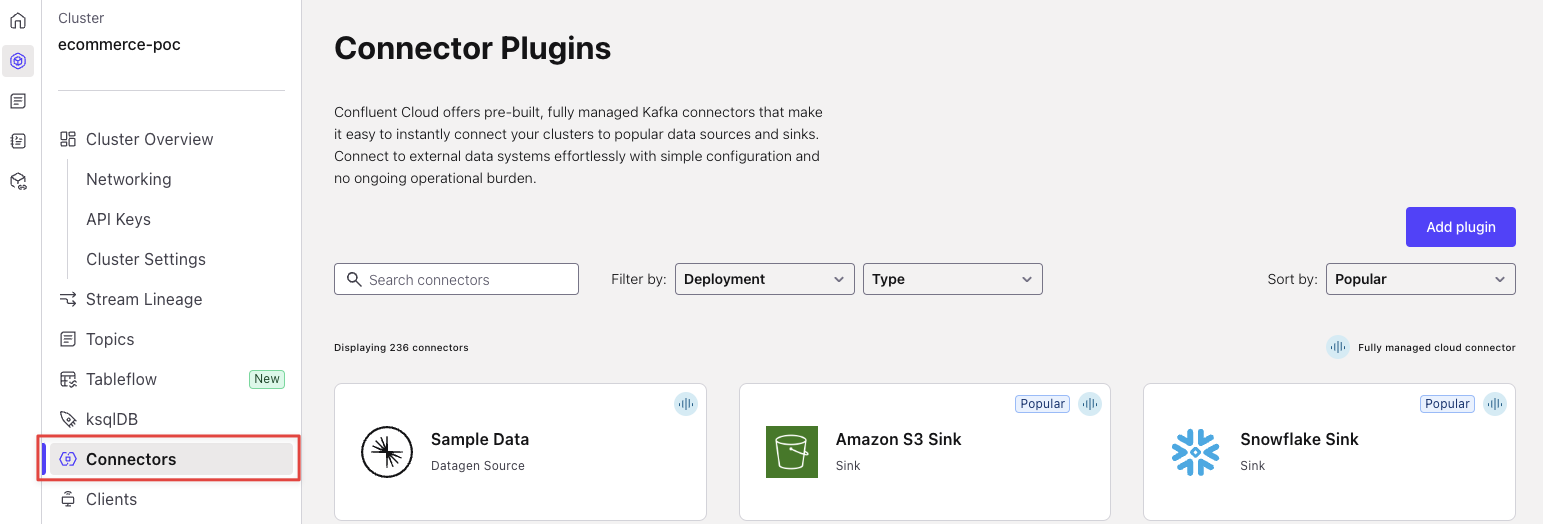 Cluster
ecommerce-poc
Cluster Overview
Networking
API Keys
Cluster Settings
Stream Lineage
Topics
Tableflow New
ksqlDB
Connectors
Clients
Connector Plugins
Confluent Cloud offers pre-built, fully managed Kafka connectors that make
it easy to instantly connect your clusters to popular data sources and sinks.
Connect to external data systems effortlessly with simple configuration and
no ongoing operational burden.
Add plugin
Search connectors Filter by: Deployment Type Sort by: Popular
Displaying 236 connectors Fully managed cloud connector
Sample Data
Datagen Source
Popular
Amazon S3 Sink
Sink
Popular
Snowflake Sink
Sink